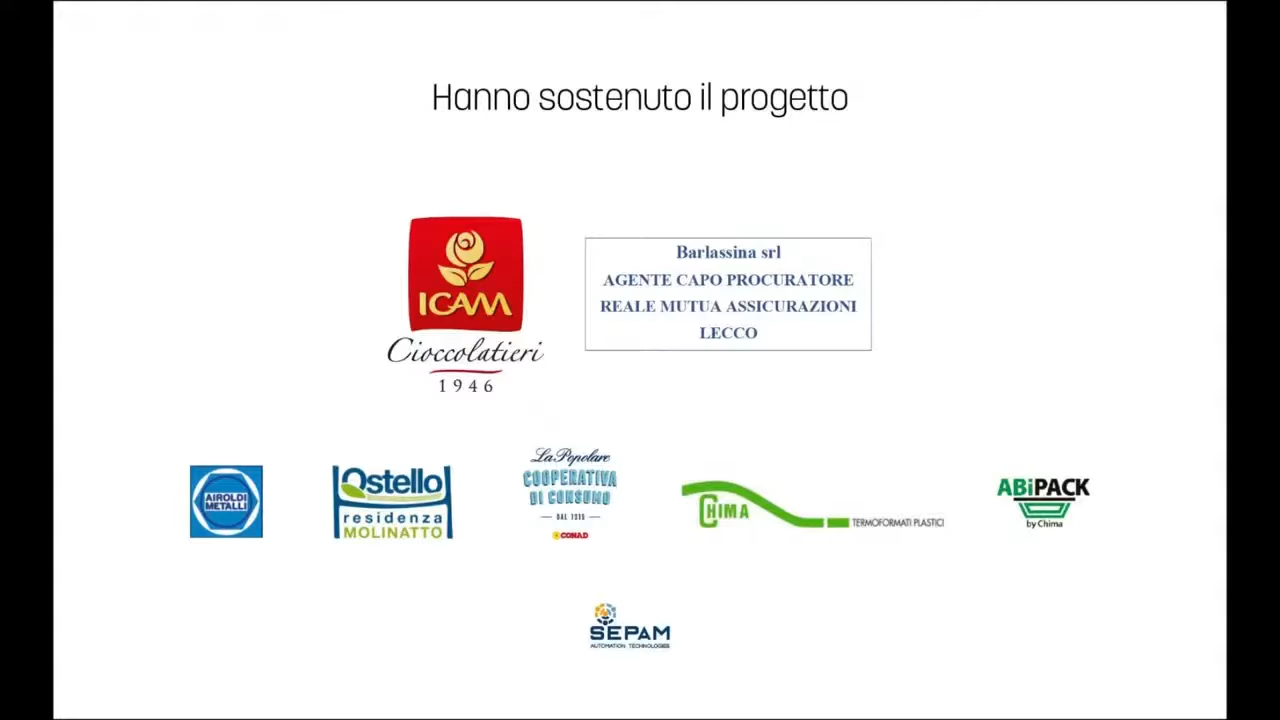 Hanno sostenuto il progetto
ICAM
Cioccolatieri
1946
Barlassina srl
AGENTE CAPO PROCURATORE
REALE MUTUA ASSICURAZIONI
LECCO
AIROLDI
METALLI
Ostello
residenza
MOLINATTO
La Popolare
COOPERATIVA
DI CONSUMO
CONAD
CHIMA
TERMOFORMATI PLASTICI
ABiPACK
by Chima
SEPAM
AUTOMATION TECHNOLOGIES